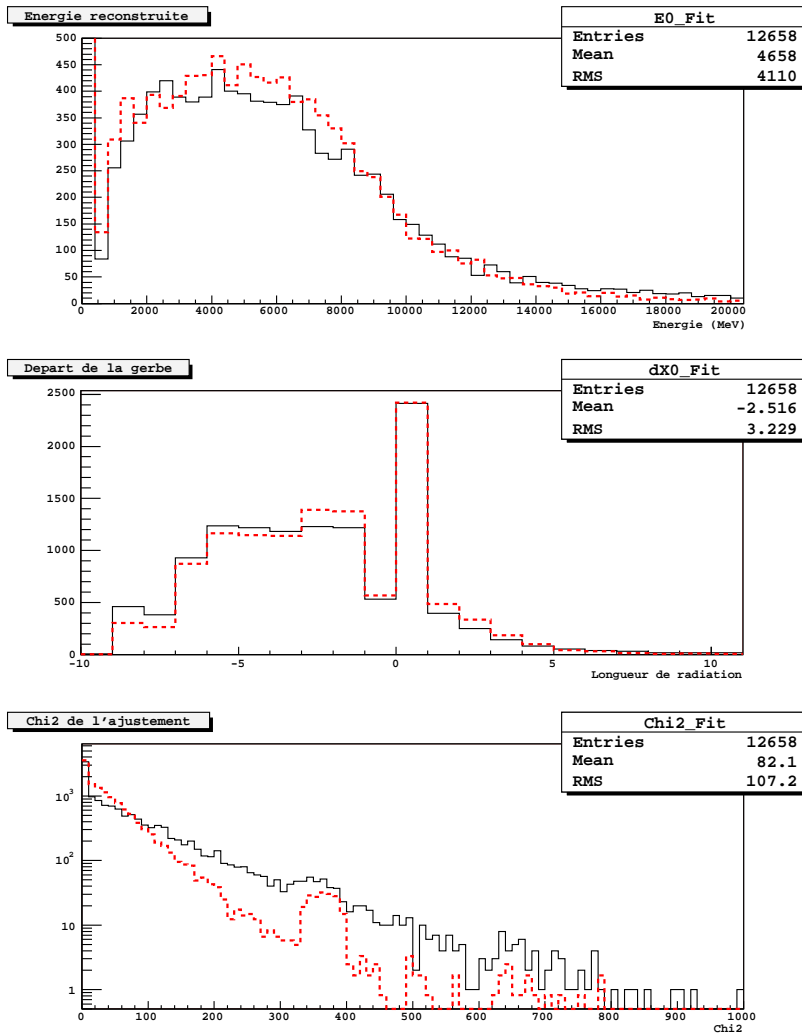 Energie reconstruite
E0_Fit
Entries 12658
Mean 4658
RMS 4110
500
450
400
350
300
250
200
150
100
50
0
0 2000 4000 6000 8000 10000 12000 14000 16000 18000 20000
Energie (MeV)
Depart de la gerbe
dX0_Fit
Entries 12658
Mean -2.516
RMS 3.229
2500
2000
1500
1000
500
0
-10 -5 0 5 10
Longueur de radiation
Chi2 de l'ajustement
Chi2_Fit
Entries 12658
Mean 82.1
RMS 107.2
10³
10²
10
1
0 100 200 300 400 500 600 700 800 900 1000
Chi2